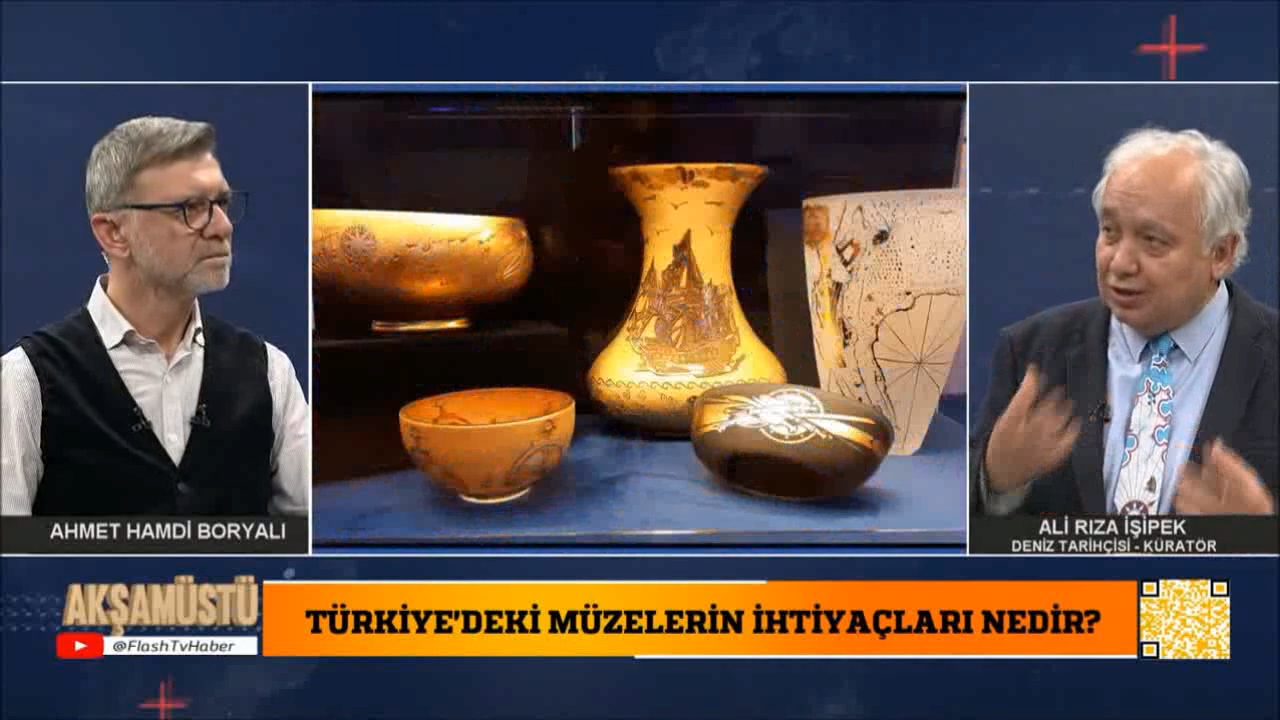 AHMET HAMDİ BORYALI
ALİ RIZA İŞİPEK
DENİZ TARİHÇİSİ - KÜRATÖR
AKŞAMÜSTÜ
@FlashTvHaber
TÜRKİYE'DEKİ MÜZELERİN İHTİYAÇLARI NEDİR?